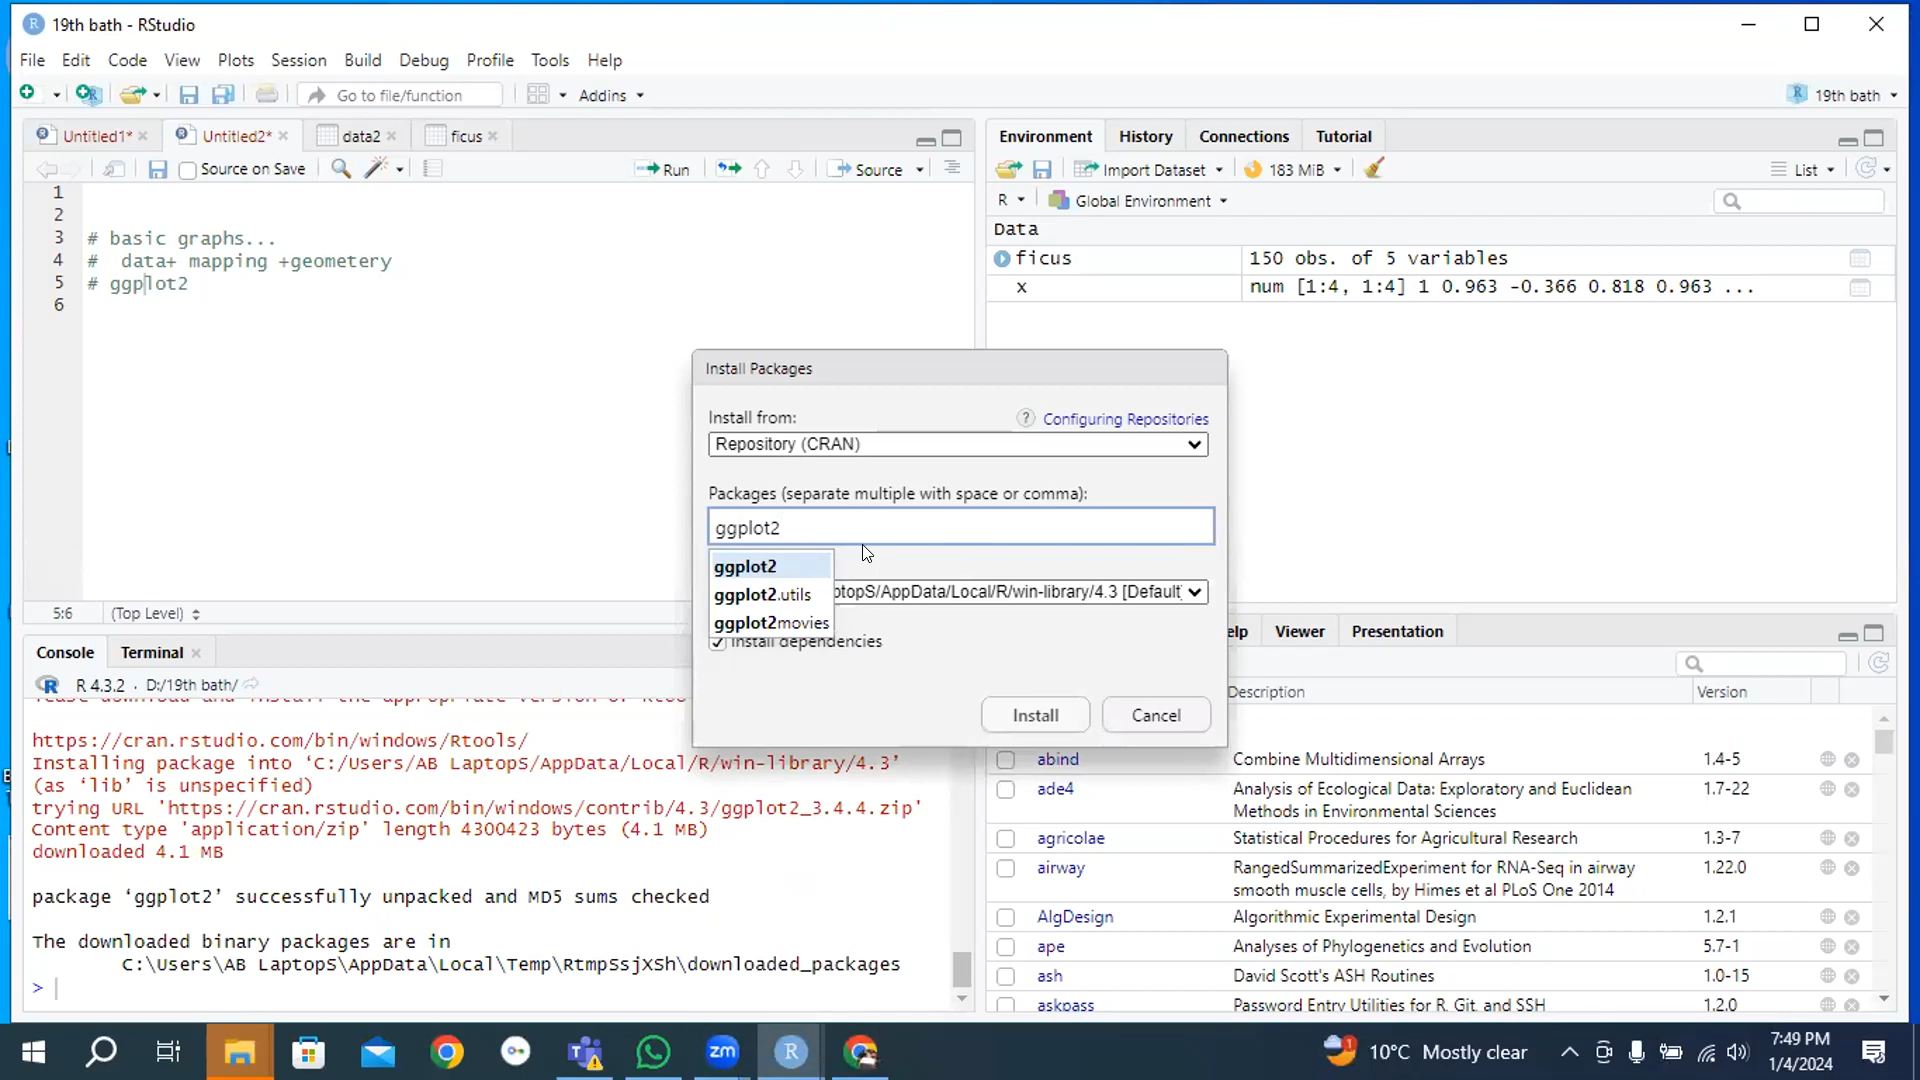 19th bath - RStudio
File Edit Code View Plots Session Build Debug Profile Tools Help
Go to file/function Addins 19th bath
Untitled1* Untitled2* data2 ficus
Source on Save Run Source
1
2
3 # basic graphs...
4 # data+ mapping +geometery
5 # ggplot2
6
5:6 (Top Level)
Environment History Connections Tutorial
Import Dataset 183 MiB List
R Global Environment
Data
ficus 150 obs. of 5 variables
x num [1:4, 1:4] 1 0.963 -0.366 0.818 0.963 ...
Install Packages
Install from: ? Configuring Repositories
Repository (CRAN)
Packages (separate multiple with space or comma):
ggplot2
ggplot2
ggplot2.utils
ggplot2movies
ptopS/AppData/Local/R/win-library/4.3 [Default]
Install dependencies
Install Cancel
Console Terminal
R 4.3.2 · D:/19th bath/
https://cran.rstudio.com/bin/windows/Rtools/
Installing package into ‘C:/Users/AB LaptopS/AppData/Local/R/win-library/4.3’
(as ‘lib’ is unspecified)
trying URL 'https://cran.rstudio.com/bin/windows/contrib/4.3/ggplot2_3.4.4.zip'
Content type 'application/zip' length 4300423 bytes (4.1 MB)
downloaded 4.1 MB
package ‘ggplot2’ successfully unpacked and MD5 sums checked
The downloaded binary packages are in
C:\Users\AB LaptopS\AppData\Local\Temp\RtmpSsjXSh\downloaded_packages
>
elp Viewer Presentation
Description Version
abind Combine Multidimensional Arrays 1.4-5
ade4 Analysis of Ecological Data: Exploratory and Euclidean 1.7-22
Methods in Environmental Sciences
agricolae Statistical Procedures for Agricultural Research 1.3-7
airway RangedSummarizedExperiment for RNA-Seq in airway 1.22.0
smooth muscle cells, by Himes et al PLoS One 2014
AlgDesign Algorithmic Experimental Design 1.2.1
ape Analyses of Phylogenetics and Evolution 5.7-1
ash David Scott's ASH Routines 1.0-15
askpass Password Entry Utilities for R, Git, and SSH 1.2.0
zm R 1 10°C Mostly clear 7:49 PM
1/4/2024